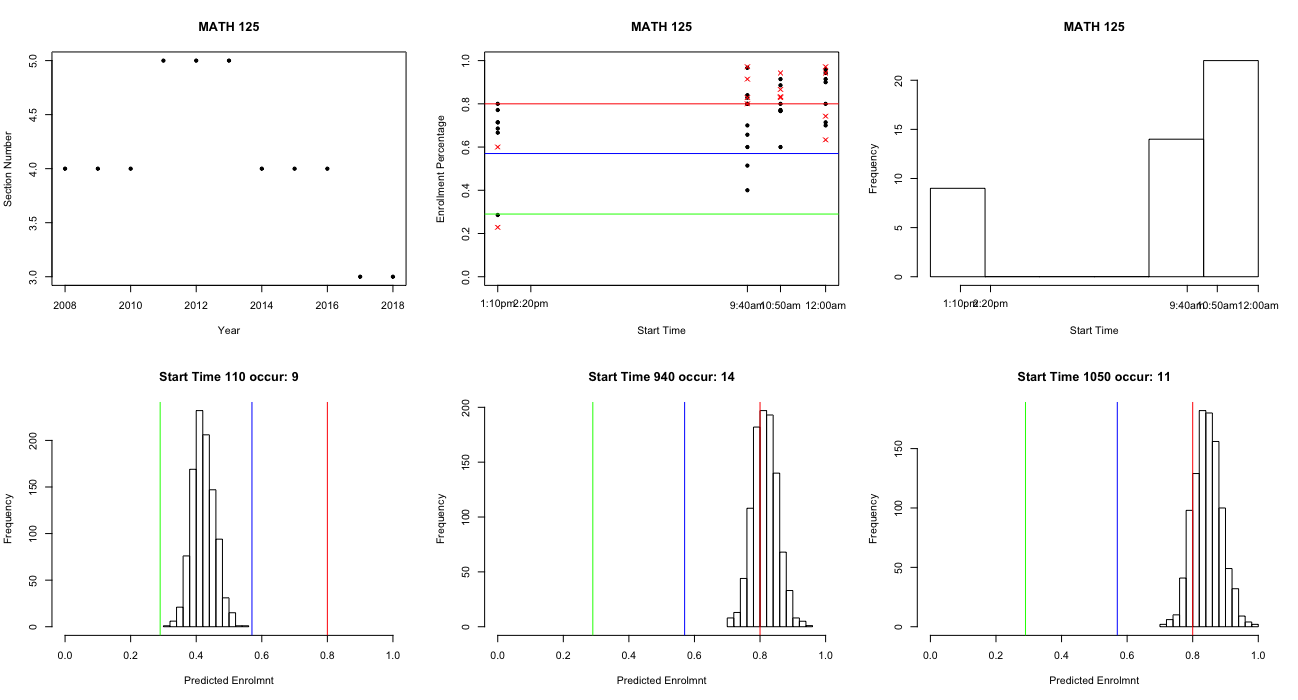 MATH 125
Section Number
5.0
4.5
4.0
3.5
3.0
2008 2010 2012 2014 2016 2018
Year
MATH 125
Enrollment Percentage
1.0
0.8
0.6
0.4
0.2
0.0
1:10pm 2:20pm 9:40am 10:50am 12:00am
Start Time
MATH 125
Frequency
20
15
10
5
0
1:10pm 2:20pm 9:40am 10:50am 12:00am
Start Time
Start Time 110 occur: 9
Frequency
200
150
100
50
0
0.0 0.2 0.4 0.6 0.8 1.0
Predicted Enrolmnt
Start Time 940 occur: 14
Frequency
200
150
100
50
0
0.0 0.2 0.4 0.6 0.8 1.0
Predicted Enrolmnt
Start Time 1050 occur: 11
Frequency
150
100
50
0
0.0 0.2 0.4 0.6 0.8 1.0
Predicted Enrolmnt